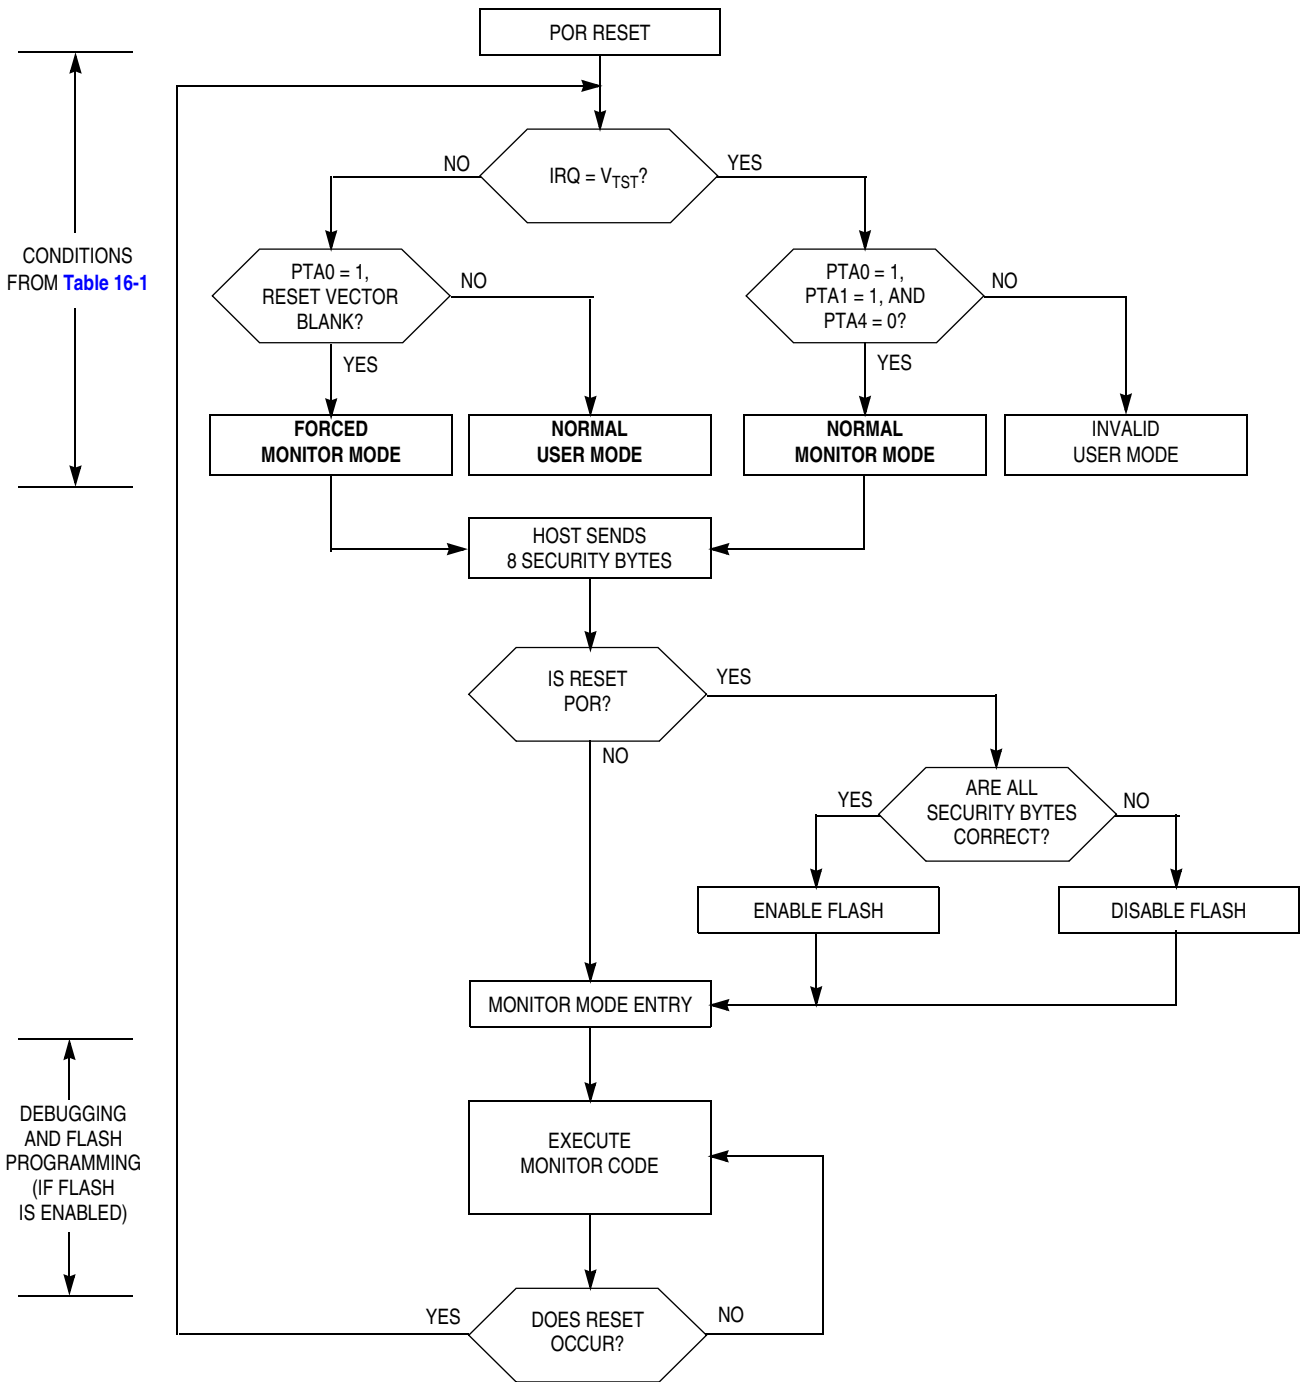 POR RESET
NO
YES
IRQ = VTST?
CONDITIONS
FROM Table 16-1
PTA0 = 1,
RESET VECTOR
BLANK?
NO
YES
PTA0 = 1,
PTA1 = 1, AND
PTA4 = 0?
NO
YES
FORCED
MONITOR MODE
NORMAL
USER MODE
NORMAL
MONITOR MODE
INVALID
USER MODE
HOST SENDS
8 SECURITY BYTES
IS RESET
POR?
YES
NO
ARE ALL
SECURITY BYTES
CORRECT?
YES
NO
ENABLE FLASH
DISABLE FLASH
MONITOR MODE ENTRY
DEBUGGING
AND FLASH
PROGRAMMING
(IF FLASH
IS ENABLED)
EXECUTE
MONITOR CODE
YES
DOES RESET
OCCUR?
NO